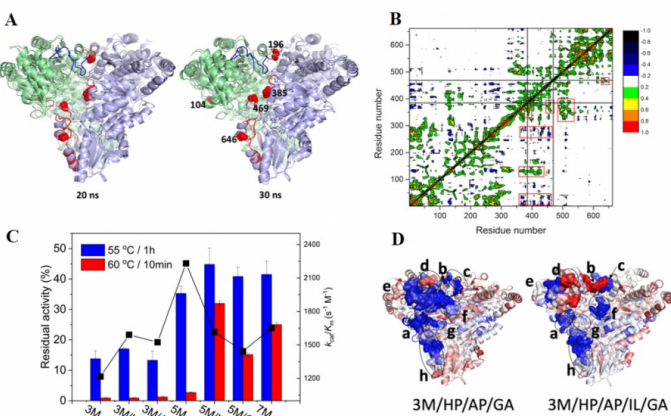 A
196
385
104
469
646
20 ns
30 ns
B
Residue number
600
500
400
300
200
100
100 200 300 400 500 600
Residue number
-1.0
-0.8
-0.6
-0.4
-0.2
0.2
0.4
0.6
0.8
1.0
C
55 °C / 1h
60 °C / 10min
Residual activity (%)
50
40
30
20
10
0
2400
2200
2000
1800
1600
1400
1200
kcat/Km (s-1 M-1)
3M 5M 7M
D
d b c
e
f
a g
h
3M/HP/AP/GA
d b c
e
f
a g
h
3M/HP/AP/IL/GA